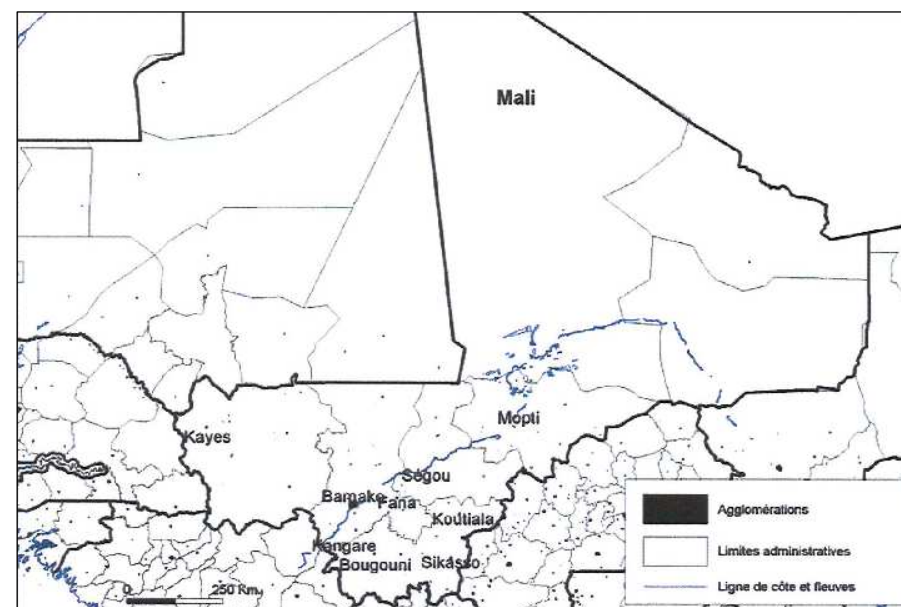 Mali
Mopti
Kayes
Ségou
Bamako
Fana
Koutiala
Kangare
Bougouni
Sikasso
0 250 Km
Agglomérations
Limites administratives
Ligne de côte et fleuves